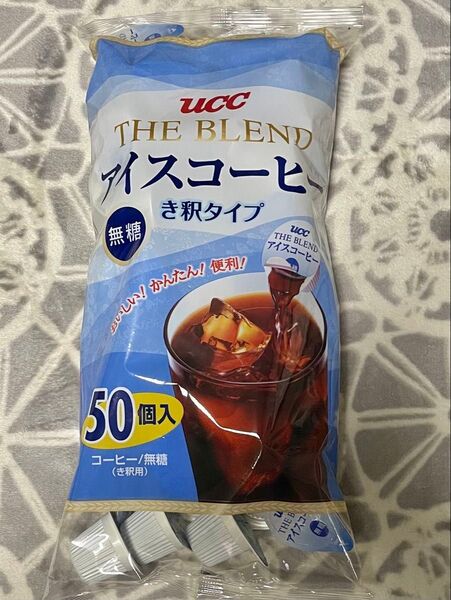 ucc
THE BLEND
アイスコーヒー
き釈タイプ
無糖
おいしい! かんたん! 便利!
ucc
THE BLEND
アイスコーヒー
50個入
コーヒー/無糖
(き釈用)
ucc
THE BLEND
アイスコー